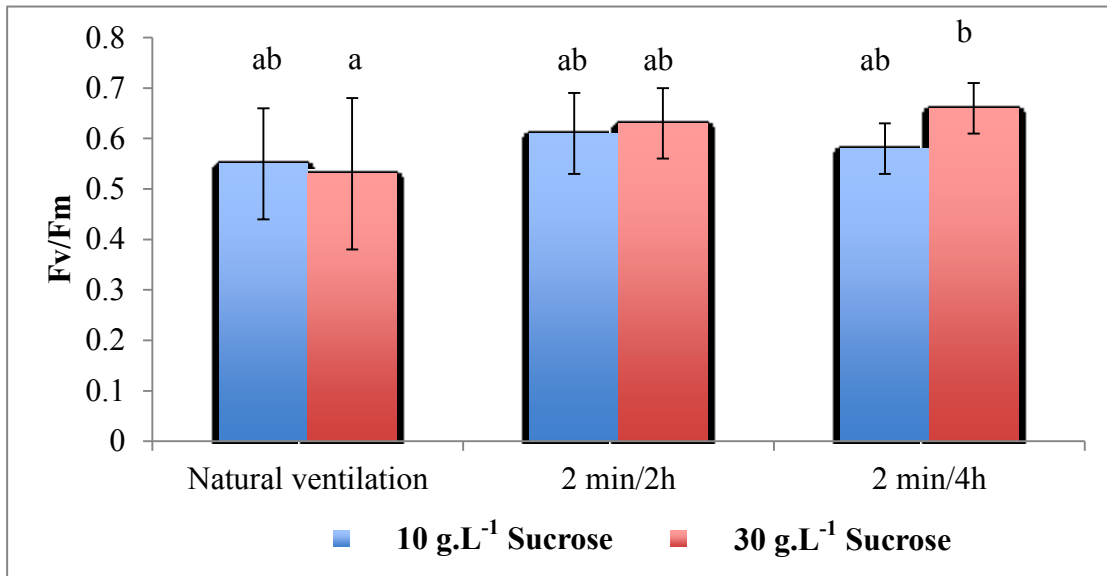 0.8
0.7
0.6
0.5
0.4
0.3
0.2
0.1
0
Fv/Fm
ab a ab ab ab b
Natural ventilation 2 min/2h 2 min/4h
10 g.L⁻¹ Sucrose 30 g.L⁻¹ Sucrose